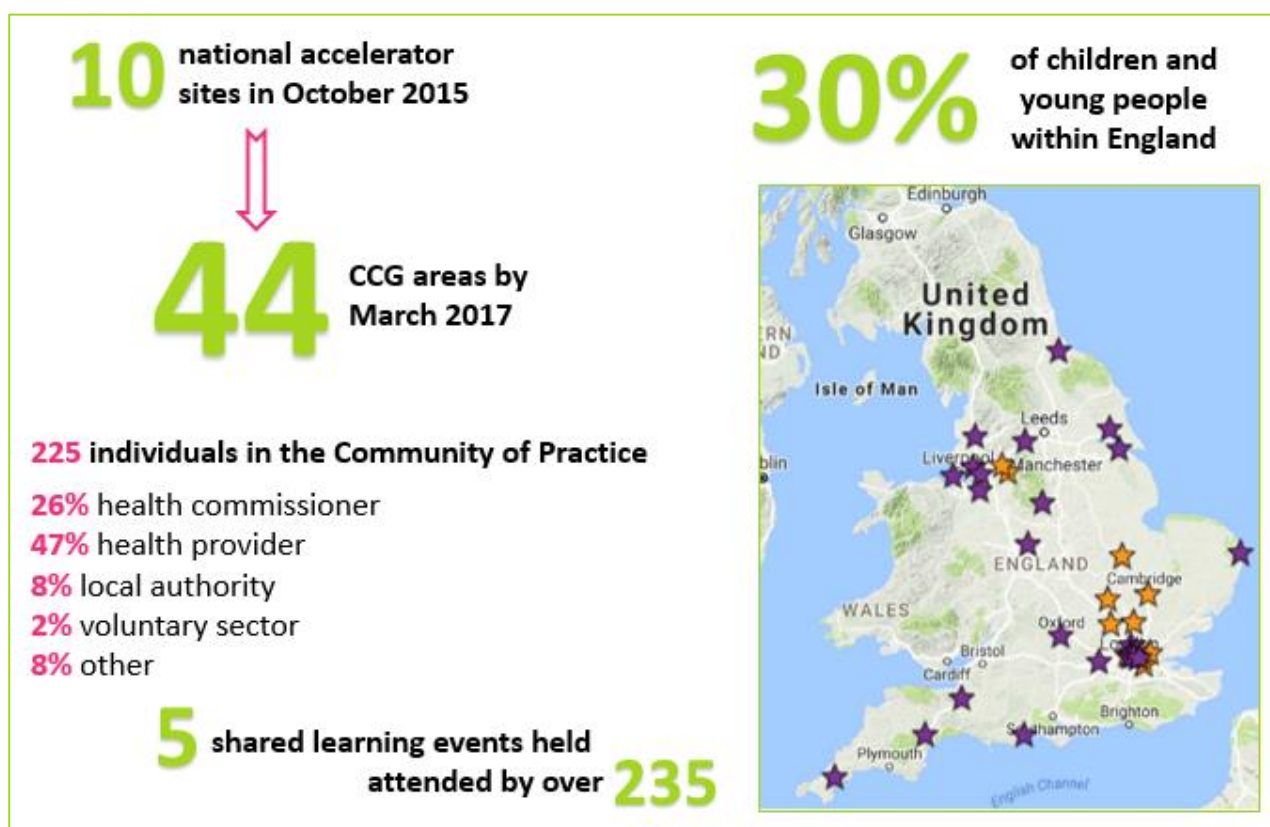 10 national accelerator
sites in October 2015
44 CCG areas by
March 2017
225 individuals in the Community of Practice
26% health commissioner
47% health provider
8% local authority
2% voluntary sector
8% other
5 shared learning events held
attended by over 235
30% of children and
young people
within England
Edinburgh
Glasgow
United
Kingdom
Isle of Man
Leeds
Manchester
ENGLAND
Cambridge
WALES
Bristol
Cardiff
Brighton
Plymouth
English Channel